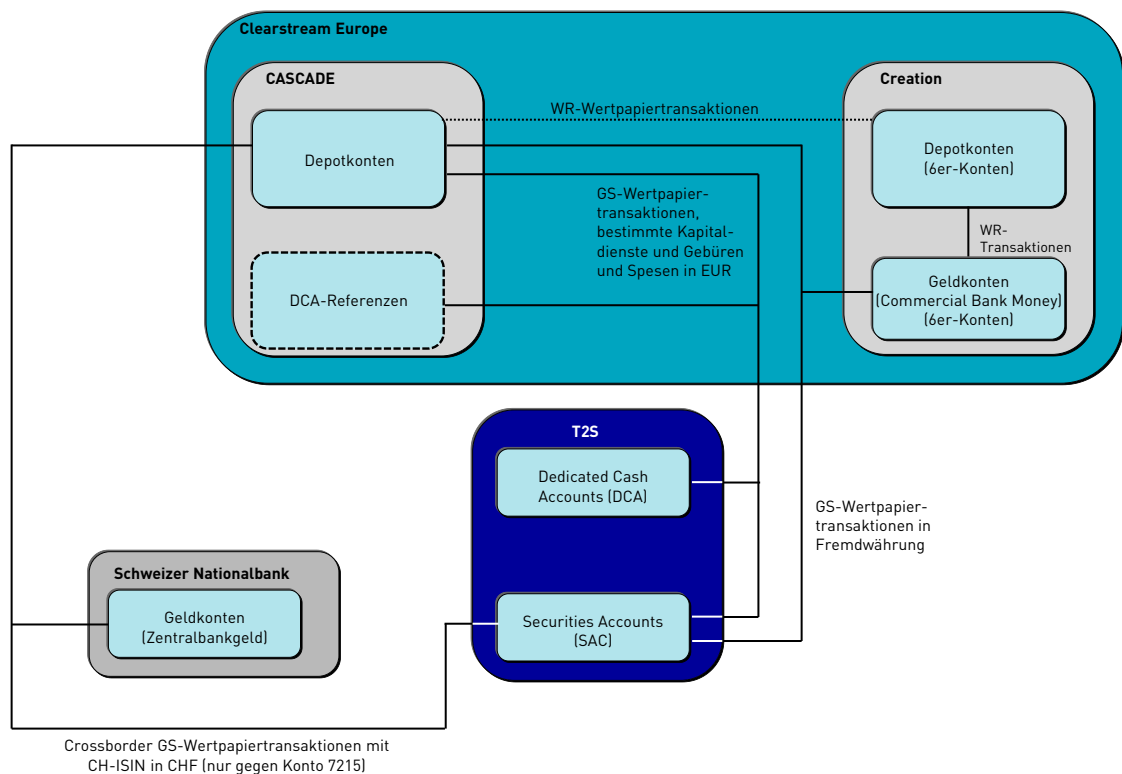 Clearstream Europe
CASCADE
Creation
WR-Wertpapiertransaktionen
Depotkonten
Depotkonten
(6er-Konten)
GS-Wertpapier-
transaktionen,
bestimmte Kapital-
dienste und Gebüren
und Spesen in EUR
WR-
Transaktionen
DCA-Referenzen
Geldkonten
(Commercial Bank Money)
(6er-Konten)
T2S
Dedicated Cash
Accounts (DCA)
GS-Wertpapier-
transaktionen in
Fremdwährung
Schweizer Nationalbank
Geldkonten
(Zentralbankgeld)
Securities Accounts
(SAC)
Crossborder GS-Wertpapiertransaktionen mit
CH-ISIN in CHF (nur gegen Konto 7215)